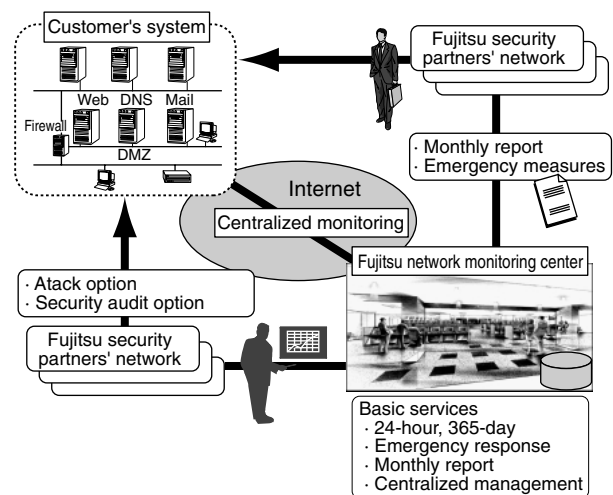 Customer's system
Web DNS Mail
Firewall
DMZ
Fujitsu security
partners' network
· Monthly report
· Emergency measures
Internet
Centralized monitoring
Fujitsu network monitoring center
· Atack option
· Security audit option
Fujitsu security
partners' network
Basic services
· 24-hour, 365-day
· Emergency response
· Monthly report
· Centralized management